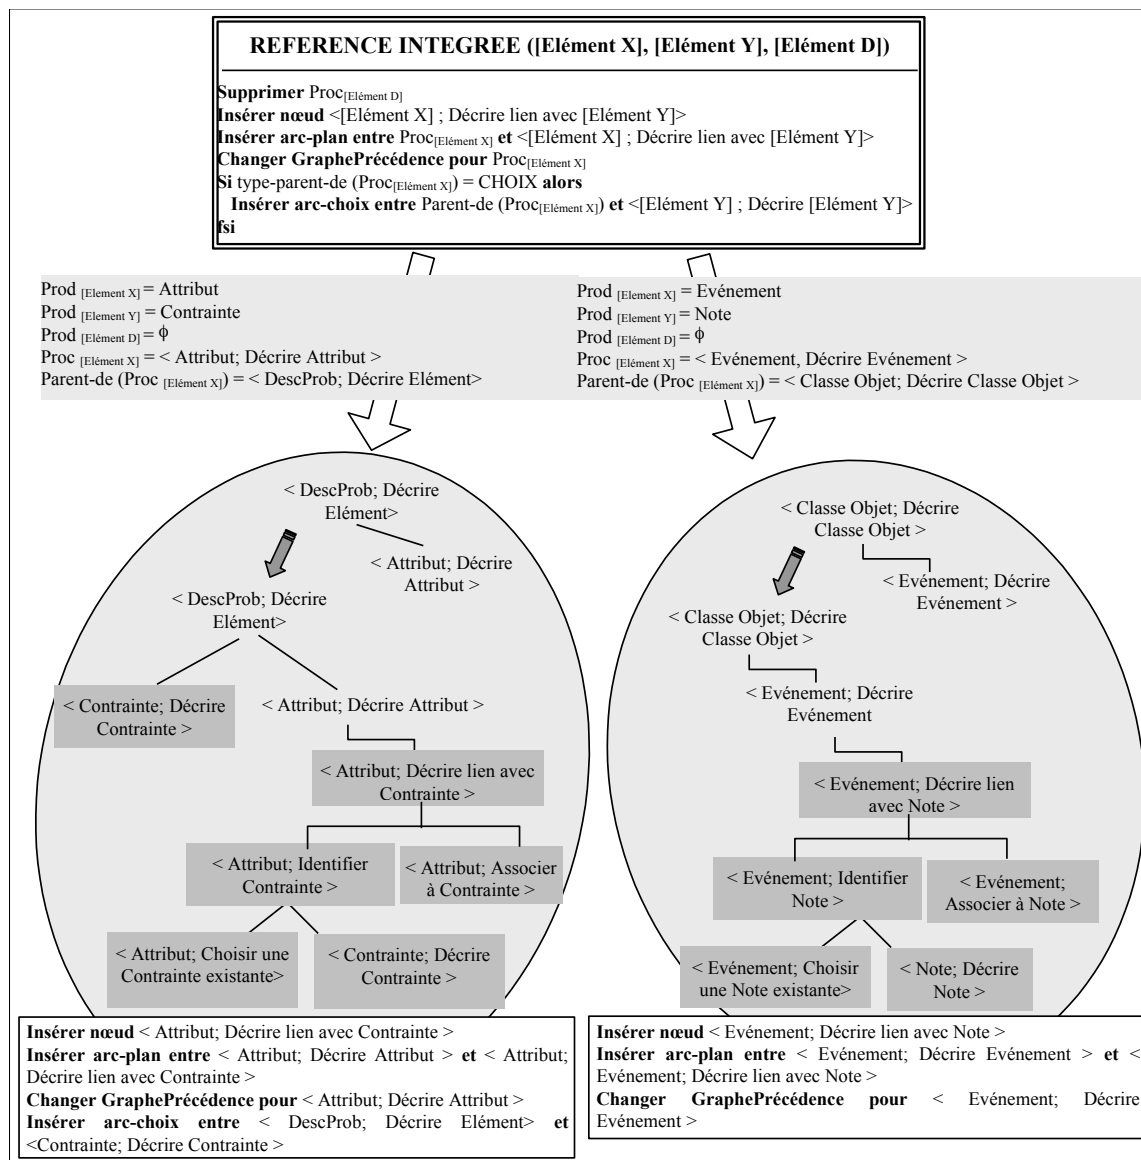 REFERENCE INTEGREE ([Elément X], [Elément Y], [Elément D])
Supprimer Proc[Elément D]
Insérer nœud <[Elément X] ; Décrire lien avec [Elément Y]>
Insérer arc-plan entre Proc[Elément X] et <[Elément X] ; Décrire lien avec [Elément Y]>
Changer GraphePrécédence pour Proc[Elément X]
Si type-parent-de (Proc[Elément X]) = CHOIX alors
Insérer arc-choix entre Parent-de (Proc[Elément X]) et <[Elément Y] ; Décrire [Elément Y]>
fsi
Prod [Element X] = Attribut
Prod [Element Y] = Contrainte
Prod [Elément D] = ϕ
Proc [Elément X] = < Attribut; Décrire Attribut >
Parent-de (Proc [Elément X]) = < DescProb; Décrire Elément>
Prod [Element X] = Evénement
Prod [Element Y] = Note
Prod [Elément D] = ϕ
Proc [Elément X] = < Evénement, Décrire Evénement >
Parent-de (Proc [Elément X]) = < Classe Objet; Décrire Classe Objet >
< DescProb; Décrire
Elément>
< Attribut; Décrire
Attribut >
< DescProb; Décrire
Elément>
< Contrainte; Décrire
Contrainte >
< Attribut; Décrire Attribut >
< Attribut; Décrire lien avec
Contrainte >
< Attribut; Identifier
Contrainte >
< Attribut; Associer
à Contrainte >
< Attribut; Choisir une
Contrainte existante>
< Contrainte; Décrire
Contrainte >
< Classe Objet; Décrire
Classe Objet >
< Evénement; Décrire
Evénement >
< Classe Objet; Décrire
Classe Objet >
< Evénement; Décrire
Evénement
< Evénement; Décrire lien
avec Note >
< Evénement; Identifier
Note >
< Evénement;
Associer à Note >
< Evénement; Choisir
une Note existante>
< Note; Décrire
Note >
Insérer nœud < Attribut; Décrire lien avec Contrainte >
Insérer arc-plan entre < Attribut; Décrire Attribut > et < Attribut;
Décrire lien avec Contrainte >
Changer GraphePrécédence pour < Attribut; Décrire Attribut >
Insérer arc-choix entre < DescProb; Décrire Elément> et
<Contrainte; Décrire Contrainte >
Insérer nœud < Evénement; Décrire lien avec Note >
Insérer arc-plan entre < Evénement; Décrire Evénement > et <
Evénement; Décrire lien avec Note >
Changer GraphePrécédence pour < Evénement; Décrire
Evénement >